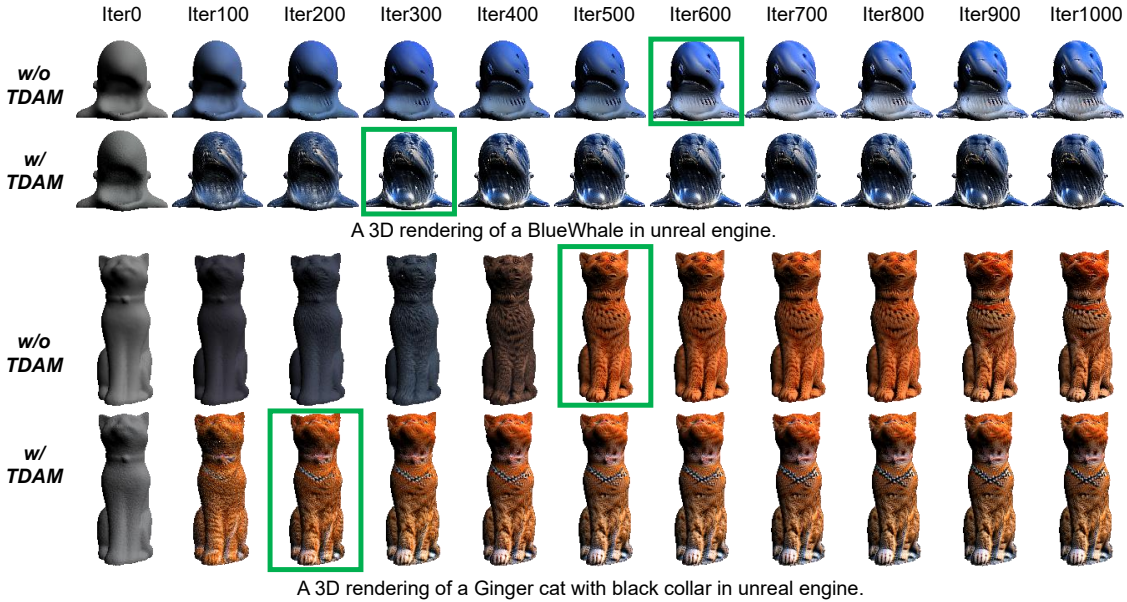 Iter0 Iter100 Iter200 Iter300 Iter400 Iter500 Iter600 Iter700 Iter800 Iter900 Iter1000
w/o
TDAM
w/
TDAM
A 3D rendering of a BlueWhale in unreal engine.
w/o
TDAM
w/
TDAM
A 3D rendering of a Ginger cat with black collar in unreal engine.